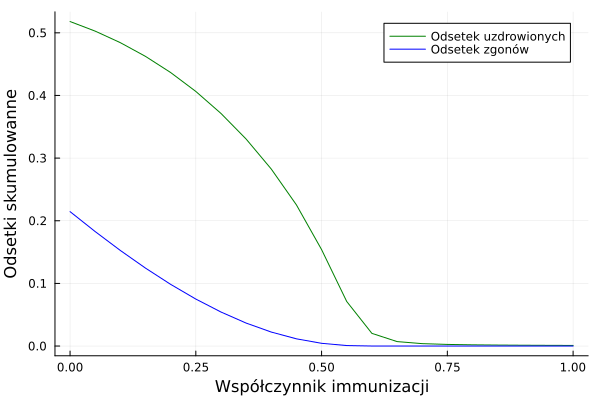 Odsetek uzdrowionych
Odsetek zgonów
Odsetki skumulowanne
0.5
0.4
0.3
0.2
0.1
0.0
0.00 0.25 0.50 0.75 1.00
Współczynnik immunizacji